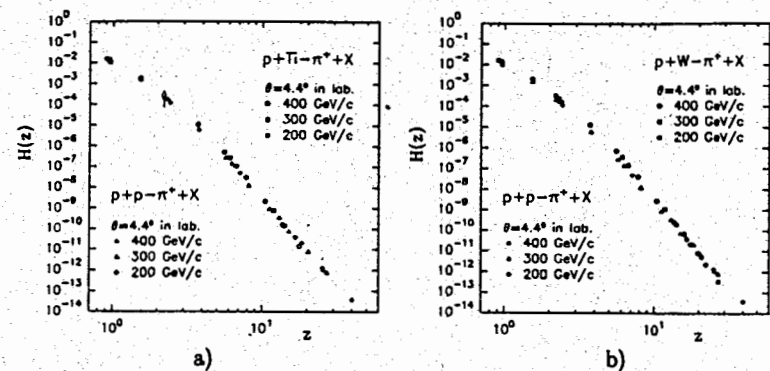 H(z)
10⁰
10⁻¹
10⁻²
10⁻³
10⁻⁴
10⁻⁵
10⁻⁶
10⁻⁷
10⁻⁸
10⁻⁹
10⁻¹⁰
10⁻¹¹
10⁻¹²
10⁻¹³
10⁻¹⁴
p+Ti−π⁺+X
θ=4.4° in lab.
400 GeV/c
300 GeV/c
200 GeV/c
p+p−π⁺+X
θ=4.4° in lab.
400 GeV/c
300 GeV/c
200 GeV/c
10⁰
10¹
z
a)
H(z)
10⁰
10⁻¹
10⁻²
10⁻³
10⁻⁴
10⁻⁵
10⁻⁶
10⁻⁷
10⁻⁸
10⁻⁹
10⁻¹⁰
10⁻¹¹
10⁻¹²
10⁻¹³
10⁻¹⁴
p+W−π⁺+X
θ=4.4° in lab.
400 GeV/c
300 GeV/c
200 GeV/c
p+p−π⁺+X
θ=4.4° in lab.
400 GeV/c
300 GeV/c
200 GeV/c
10⁰
10¹
z
b)